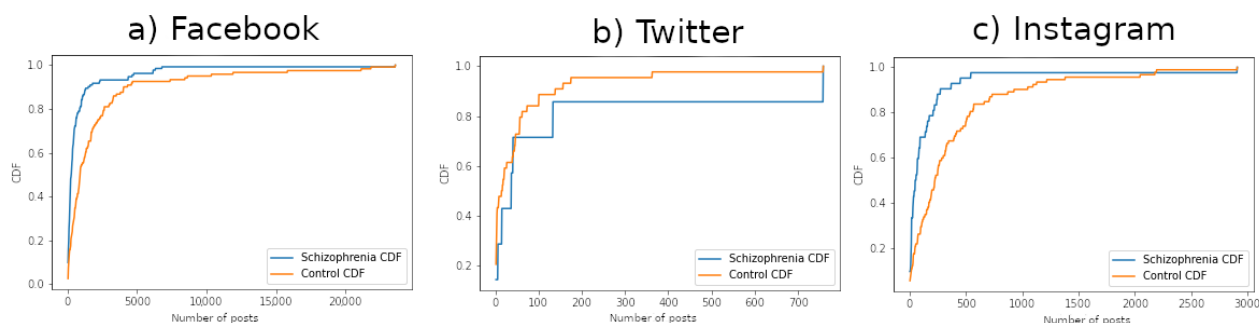 a) Facebook
1.0
0.8
0.6
0.4
0.2
0.0
CDF
0
5000
10000
15000
20000
Number of posts
Schizophrenia CDF
Control CDF
b) Twitter
1.0
0.8
0.6
0.4
0.2
CDF
0
100
200
300
400
500
600
700
Number of posts
Schizophrenia CDF
Control CDF
c) Instagram
1.0
0.8
0.6
0.4
0.2
CDF
0
500
1000
1500
2000
2500
3000
Number of posts
Schizophrenia CDF
Control CDF